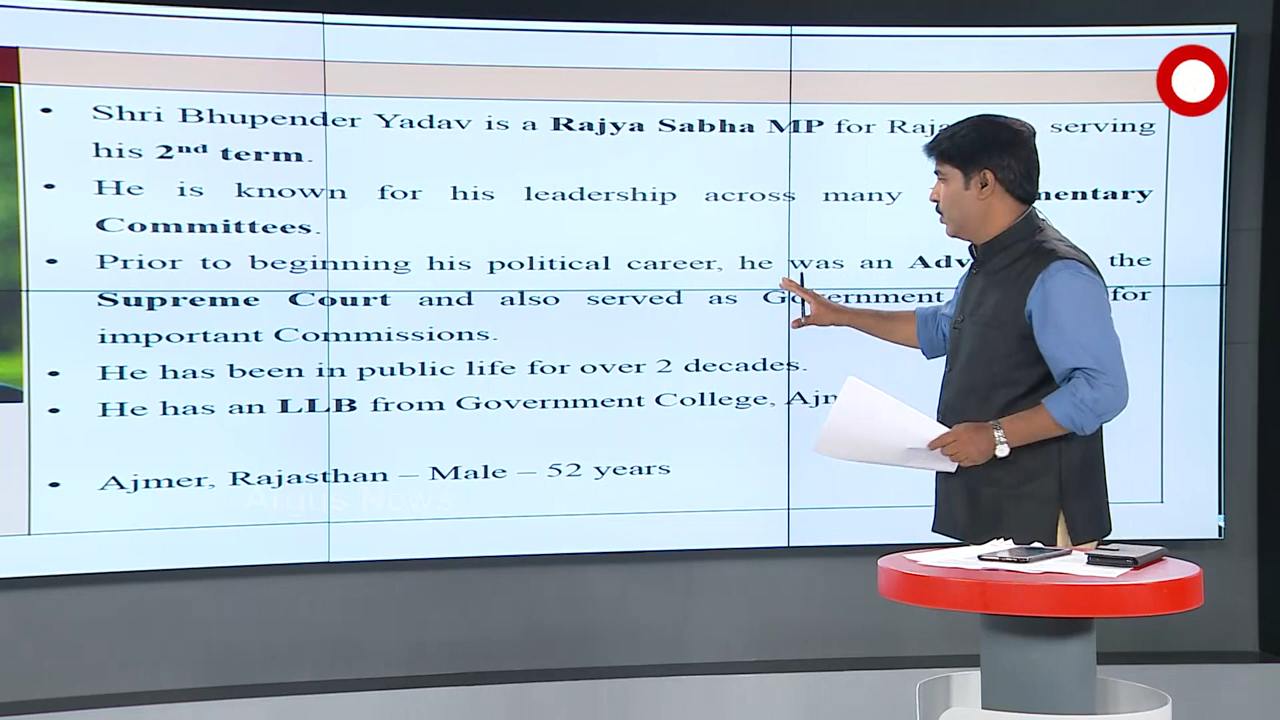 • Shri Bhupender Yadav is a Rajya Sabha MP for Raja serving
his 2nd term.
• He is known for his leadership across many mentary
Committees.
• Prior to beginning his political career, he was an Adv the
Supreme Court and also served as Government for
important Commissions.
• He has been in public life for over 2 decades.
• He has an LLB from Government College, Ajm
• Ajmer, Rajasthan – Male – 52 years
Argus News